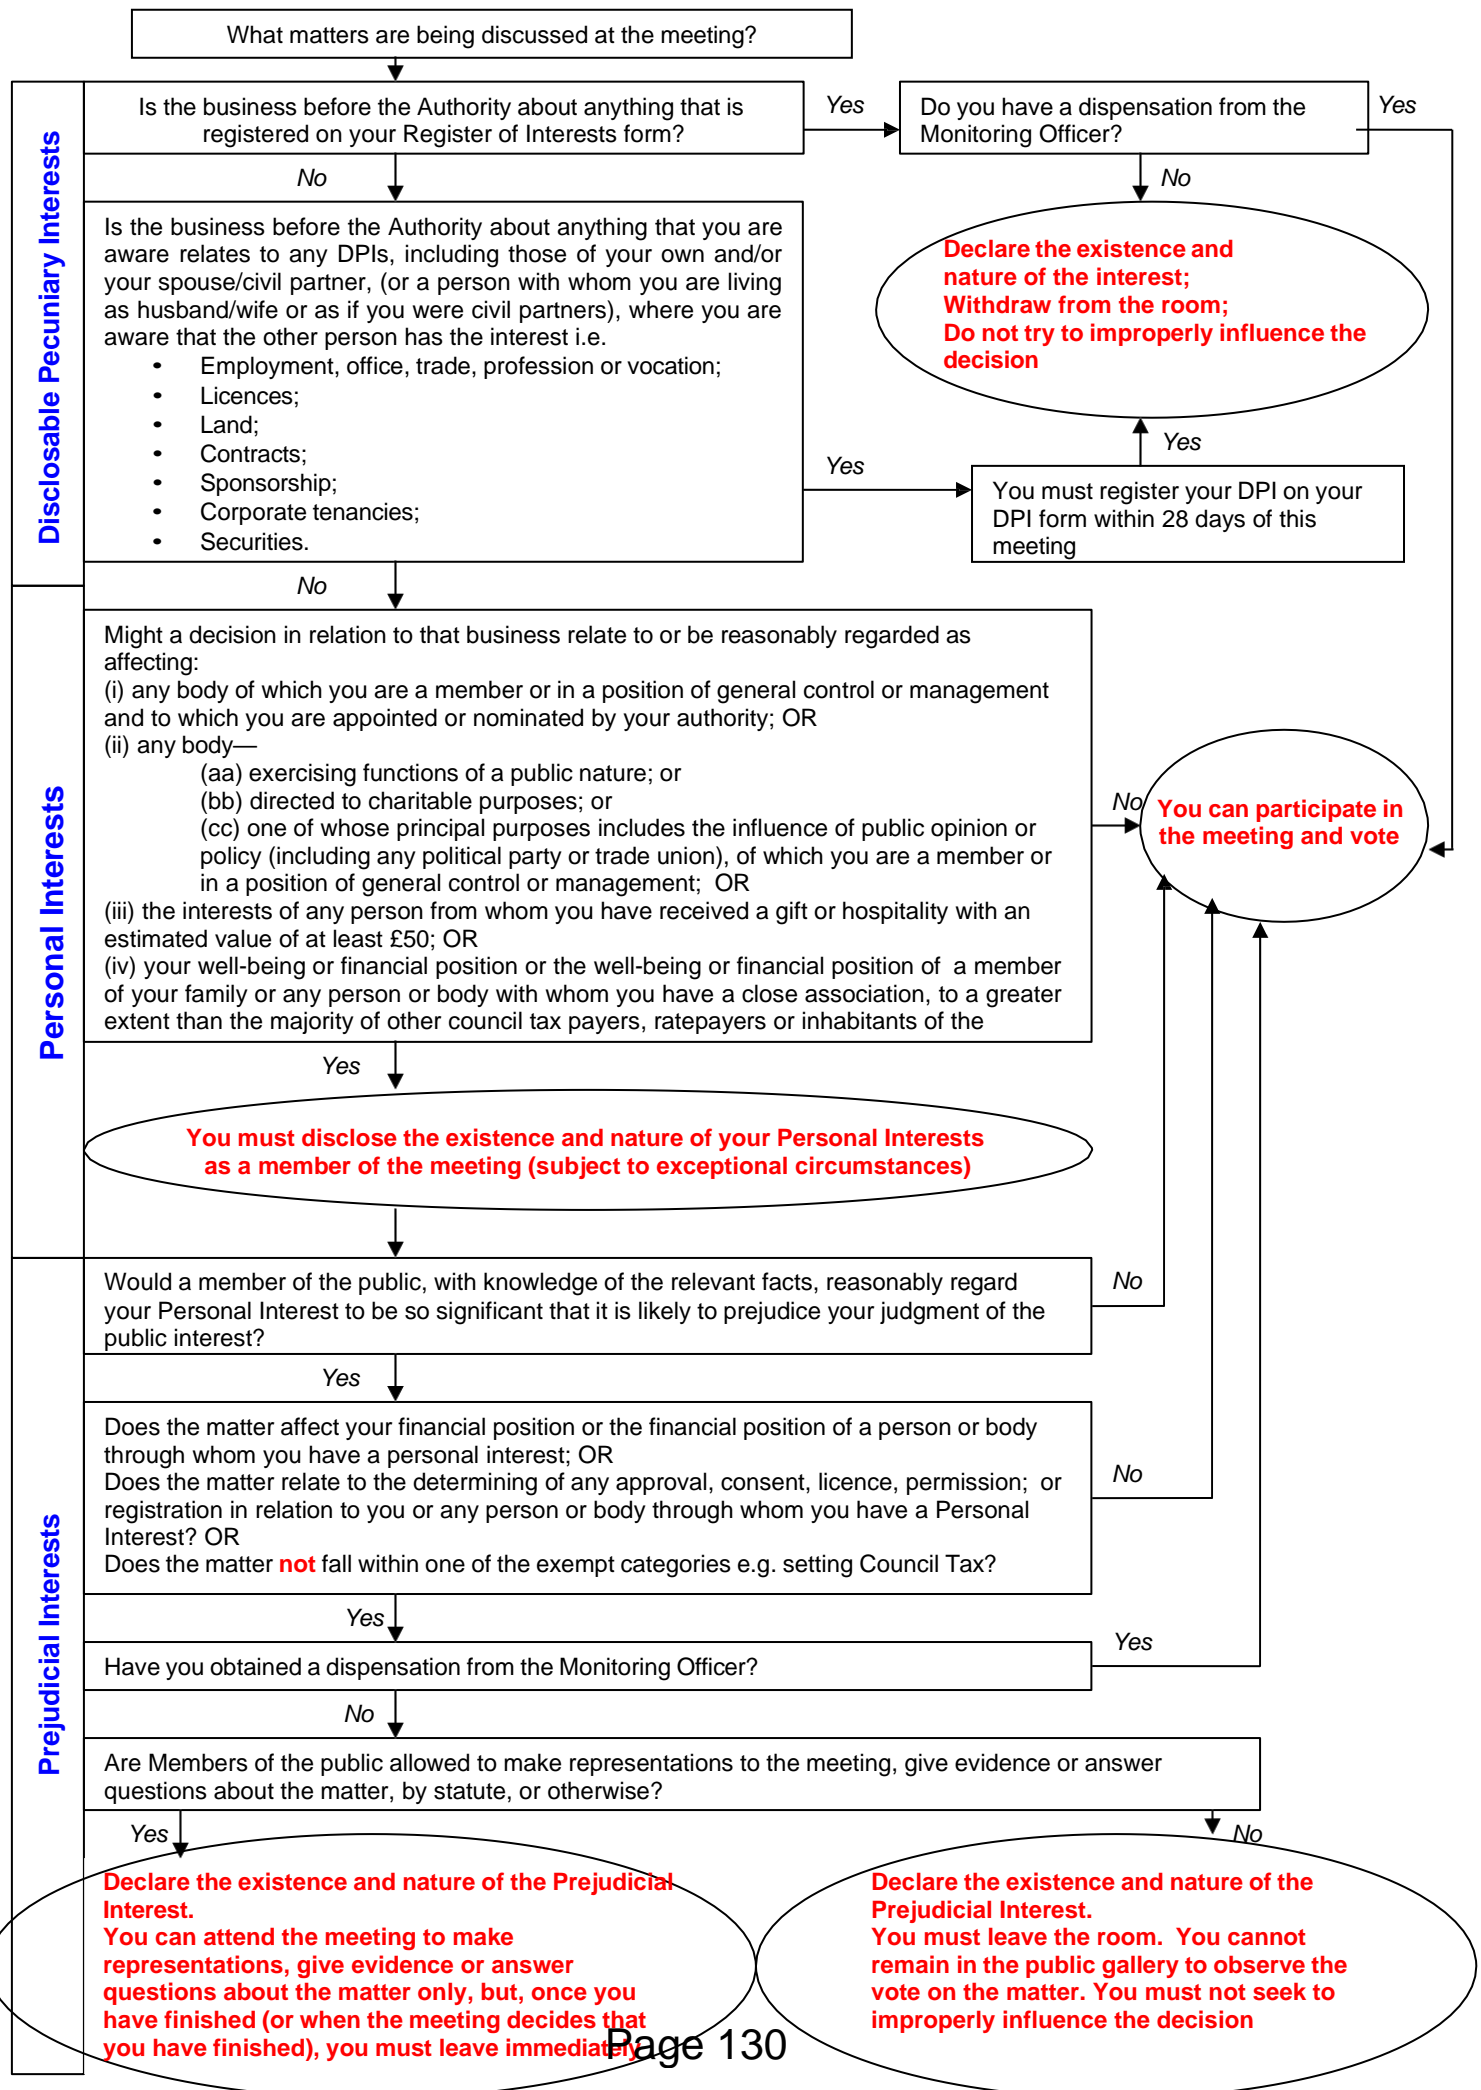 What matters are being discussed at the meeting?
Disclosable Pecuniary Interests
Is the business before the Authority about anything that is
registered on your Register of Interests form?
Yes
Do you have a dispensation from the
Monitoring Officer?
Yes
No
No
Is the business before the Authority about anything that you are
aware relates to any DPIs, including those of your own and/or
your spouse/civil partner, (or a person with whom you are living
as husband/wife or as if you were civil partners), where you are
aware that the other person has the interest i.e.
• Employment, office, trade, profession or vocation;
• Licences;
• Land;
• Contracts;
• Sponsorship;
• Corporate tenancies;
• Securities.
Declare the existence and
nature of the interest;
Withdraw from the room;
Do not try to improperly influence the
decision
Yes
Yes
You must register your DPI on your
DPI form within 28 days of this
meeting
No
Personal Interests
Might a decision in relation to that business relate to or be reasonably regarded as
affecting:
(i) any body of which you are a member or in a position of general control or management
and to which you are appointed or nominated by your authority; OR
(ii) any body—
(aa) exercising functions of a public nature; or
(bb) directed to charitable purposes; or
(cc) one of whose principal purposes includes the influence of public opinion or
policy (including any political party or trade union), of which you are a member or
in a position of general control or management; OR
(iii) the interests of any person from whom you have received a gift or hospitality with an
estimated value of at least £50; OR
(iv) your well-being or financial position or the well-being or financial position of a member
of your family or any person or body with whom you have a close association, to a greater
extent than the majority of other council tax payers, ratepayers or inhabitants of the
No
You can participate in
the meeting and vote
Yes
You must disclose the existence and nature of your Personal Interests
as a member of the meeting (subject to exceptional circumstances)
Prejudicial Interests
Would a member of the public, with knowledge of the relevant facts, reasonably regard
your Personal Interest to be so significant that it is likely to prejudice your judgment of the
public interest?
No
Yes
Does the matter affect your financial position or the financial position of a person or body
through whom you have a personal interest; OR
Does the matter relate to the determining of any approval, consent, licence, permission; or
registration in relation to you or any person or body through whom you have a Personal
Interest? OR
Does the matter not fall within one of the exempt categories e.g. setting Council Tax?
No
Yes
Have you obtained a dispensation from the Monitoring Officer?
Yes
No
Are Members of the public allowed to make representations to the meeting, give evidence or answer
questions about the matter, by statute, or otherwise?
Yes
No
Declare the existence and nature of the Prejudicial
Interest.
You can attend the meeting to make
representations, give evidence or answer
questions about the matter only, but, once you
have finished (or when the meeting decides that
you have finished), you must leave immediately
Declare the existence and nature of the
Prejudicial Interest.
You must leave the room. You cannot
remain in the public gallery to observe the
vote on the matter. You must not seek to
improperly influence the decision
Page 130